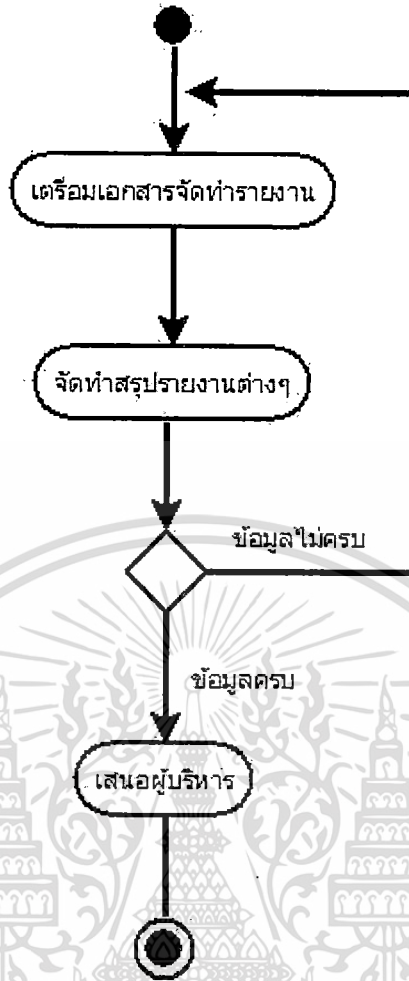 เตรียมเอกสารจัดทำรายงาน
จัดทำสรุปรายงานต่างๆ
ข้อมูลไม่ครบ
ข้อมูลครบ
เสนอผู้บริหาร